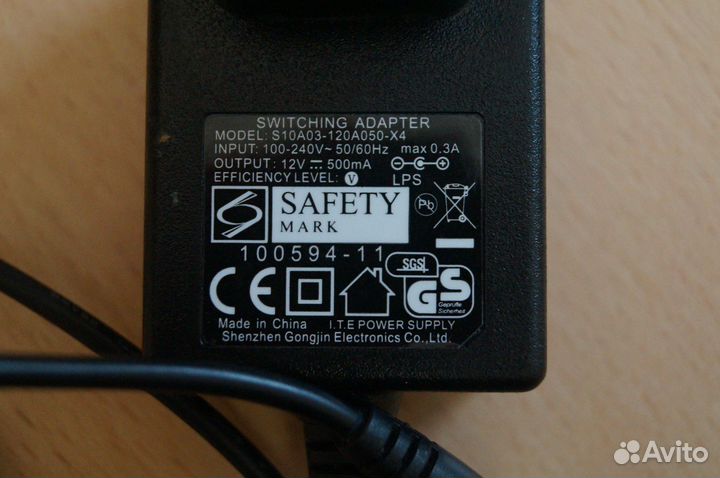 SWITCHING ADAPTER
MODEL: S10A03-120A050-X4
INPUT: 100-240V~ 50/60Hz max 0.3A
OUTPUT: 12V ⎓ 500mA
EFFICIENCY LEVEL: V LPS
SAFETY
MARK
Pb
100594-11
SGS
CE
GS
Geprüfte
Sicherheit
Made in China I.T.E POWER SUPPLY
Shenzhen Gongjin Electronics Co.,Ltd.
Avito